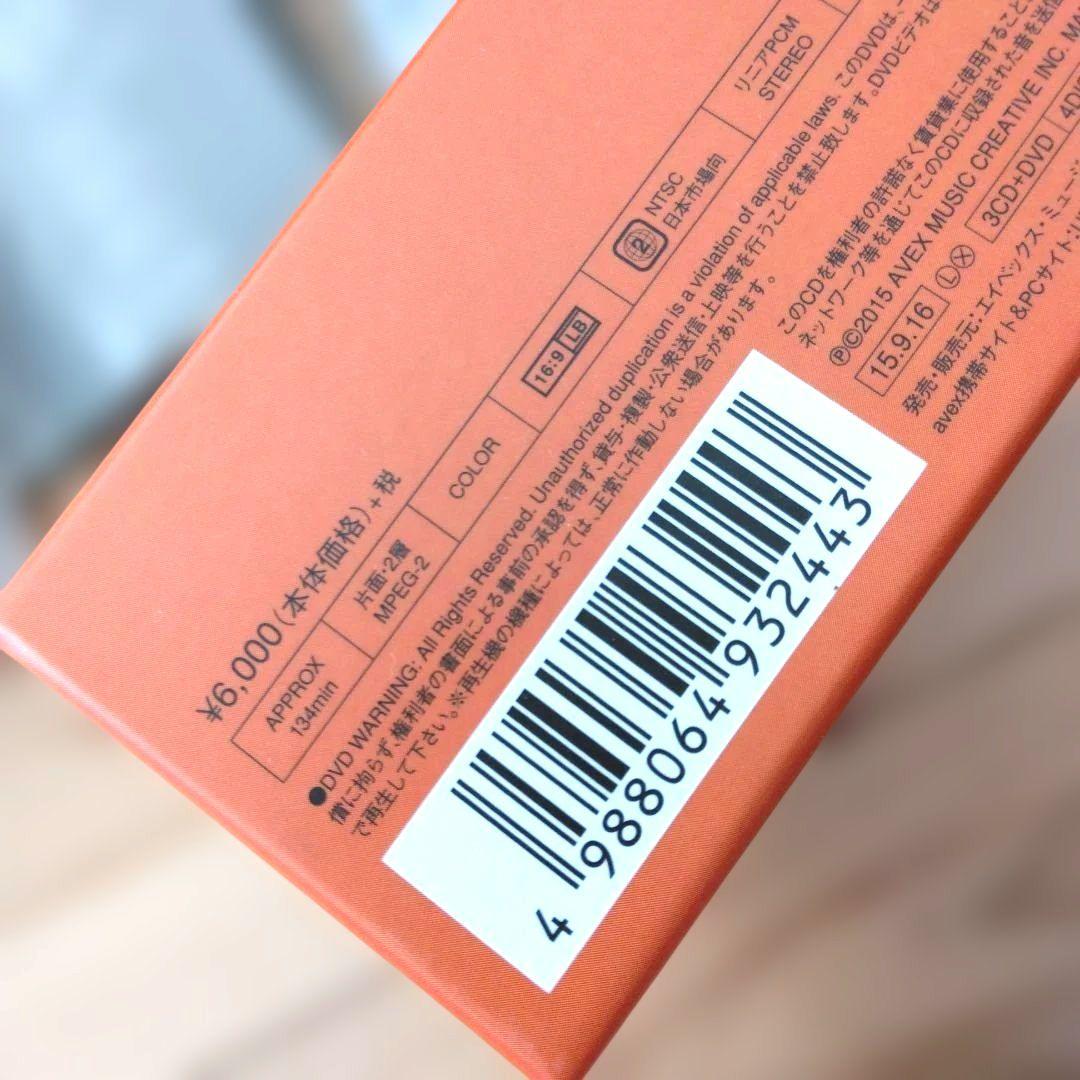 ¥6,000(本体価格)+税
APPROX
134min
片面・2層
MPEG-2
COLOR
16:9 LB
2
NTSC
日本市場向
リニアPCM
STEREO
●DVD WARNING: All Rights Reserved. Unauthorized duplication is a violation of applicable laws. このDVDは、
償に拘らず、権利者の書面による事前の承認を得ず、貸与・複製・公衆送信・上映等を行うことを禁止致します。DVDビデオは
で再生して下さい。※再生機の機種によっては、正常に作動しない場合があります。
このCDを権利者の許諾なく賃貸業に使用すること
ネットワーク等を通じてこのCDに収録された音を送信
ⓅⒸ2015 AVEX MUSIC CREATIVE INC. MA
15.9.16 Ⓛ Ⓧ 3CD+DVD
発売・販売元:エイベックス・ミュージ
avex携帯サイト&PCサイト
4 988064 932443